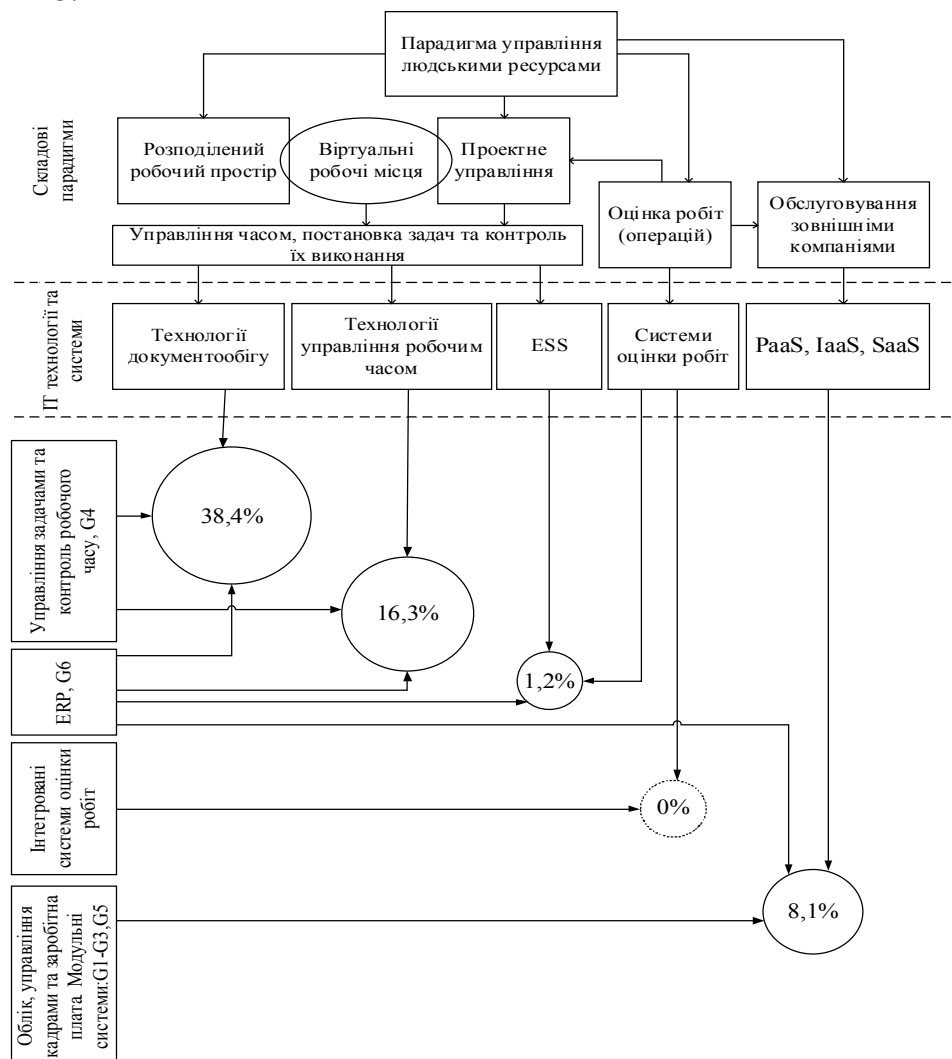 Парадигма управління
людськими ресурсами
Складові
парадигми
Розподілений
робочий простір
Віртуальні
робочі місця
Проектне
управління
Оцінка робіт
(операцій)
Обслуговування
зовнішніми
компаніями
Управління часом, постановка задач та контроль
їх виконання
ІТ технології та
системи
Технології
документообігу
Технології
управління робочим
часом
ESS
Системи
оцінки робіт
PaaS, IaaS, SaaS
Управління задачами та
контроль робочого
часу, G4
38,4%
16,3%
ERP, G6
1,2%
Інтегровані
системи оцінки
робіт
0%
Облік, управління
кадрами та заробітна
плата. Модульні
системи:G1-G3,G5
8,1%